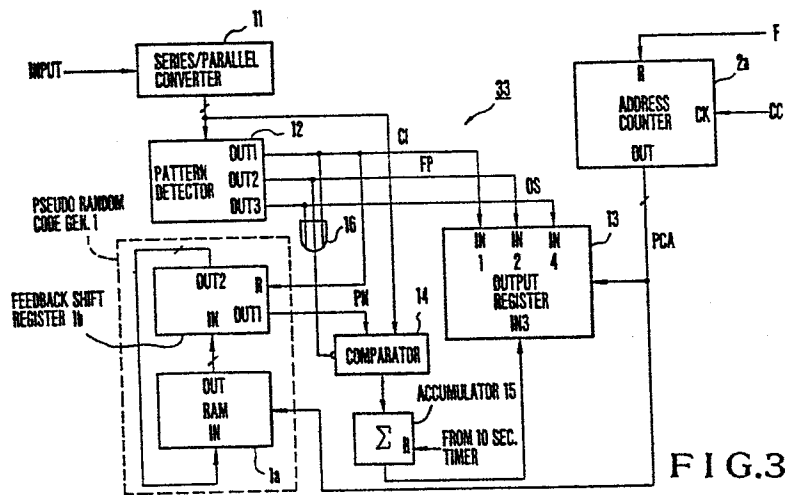 11
INPUT
SERIES/PARALLEL
CONVERTER
F
R
2a
ADDRESS
COUNTER
CK
CC
OUT
33
12
PATTERN
DETECTOR
OUT1
OUT2
OUT3
CI
FP
OS
16
PSEUDO RANDOM
CODE GEN. 1
13
IN IN IN
1 2 4
OUTPUT
REGISTER
IN3
PCA
OUT2
R
FEEDBACK SHIFT
REGISTER 1b
IN
OUT1
PN
14
COMPARATOR
OUT
RAM
IN
1a
ACCUMULATOR 15
Σ
R
FROM 10 SEC.
TIMER
FIG.3